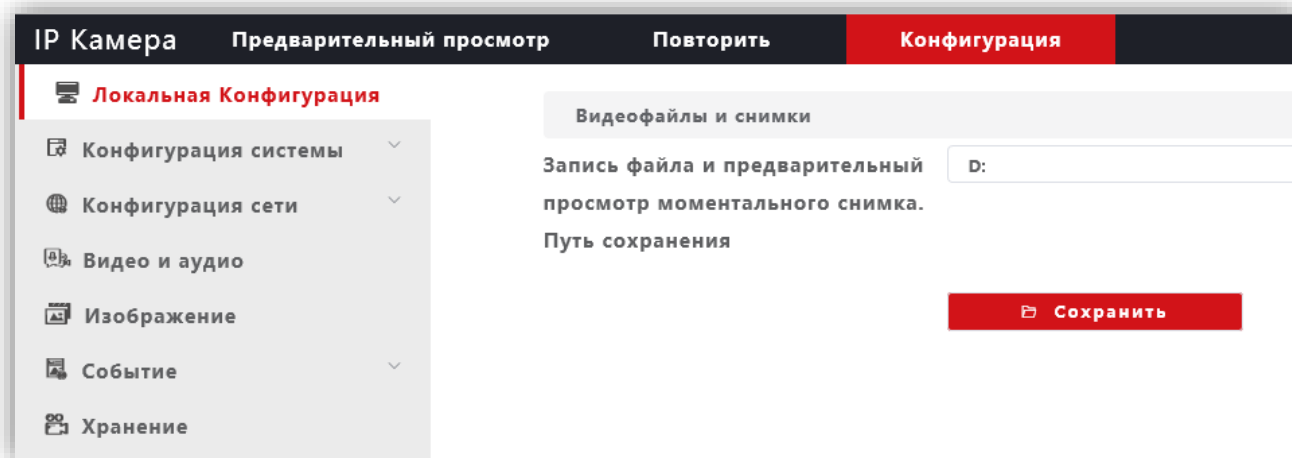 IP Камера Предварительный просмотр Повторить Конфигурация
Локальная Конфигурация
Конфигурация системы
Конфигурация сети
Видео и аудио
Изображение
Событие
Хранение
Видеофайлы и снимки
Запись файла и предварительный
просмотр моментального снимка.
Путь сохранения
D:
Сохранить